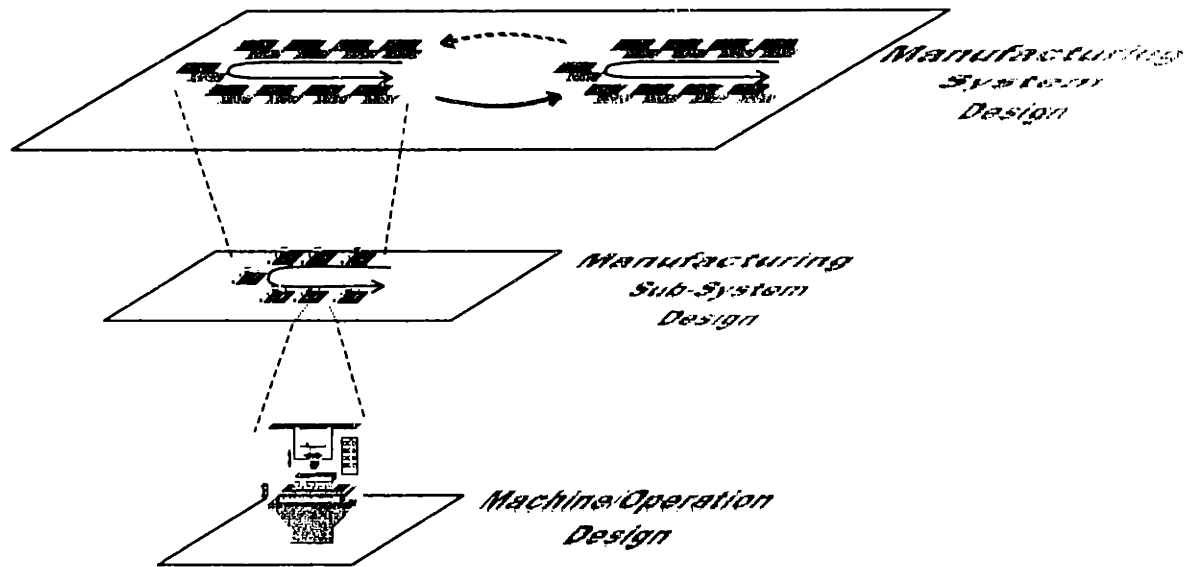 Manufacturing
System
Design
Manufacturing
Sub-System
Design
Machine/Operation
Design